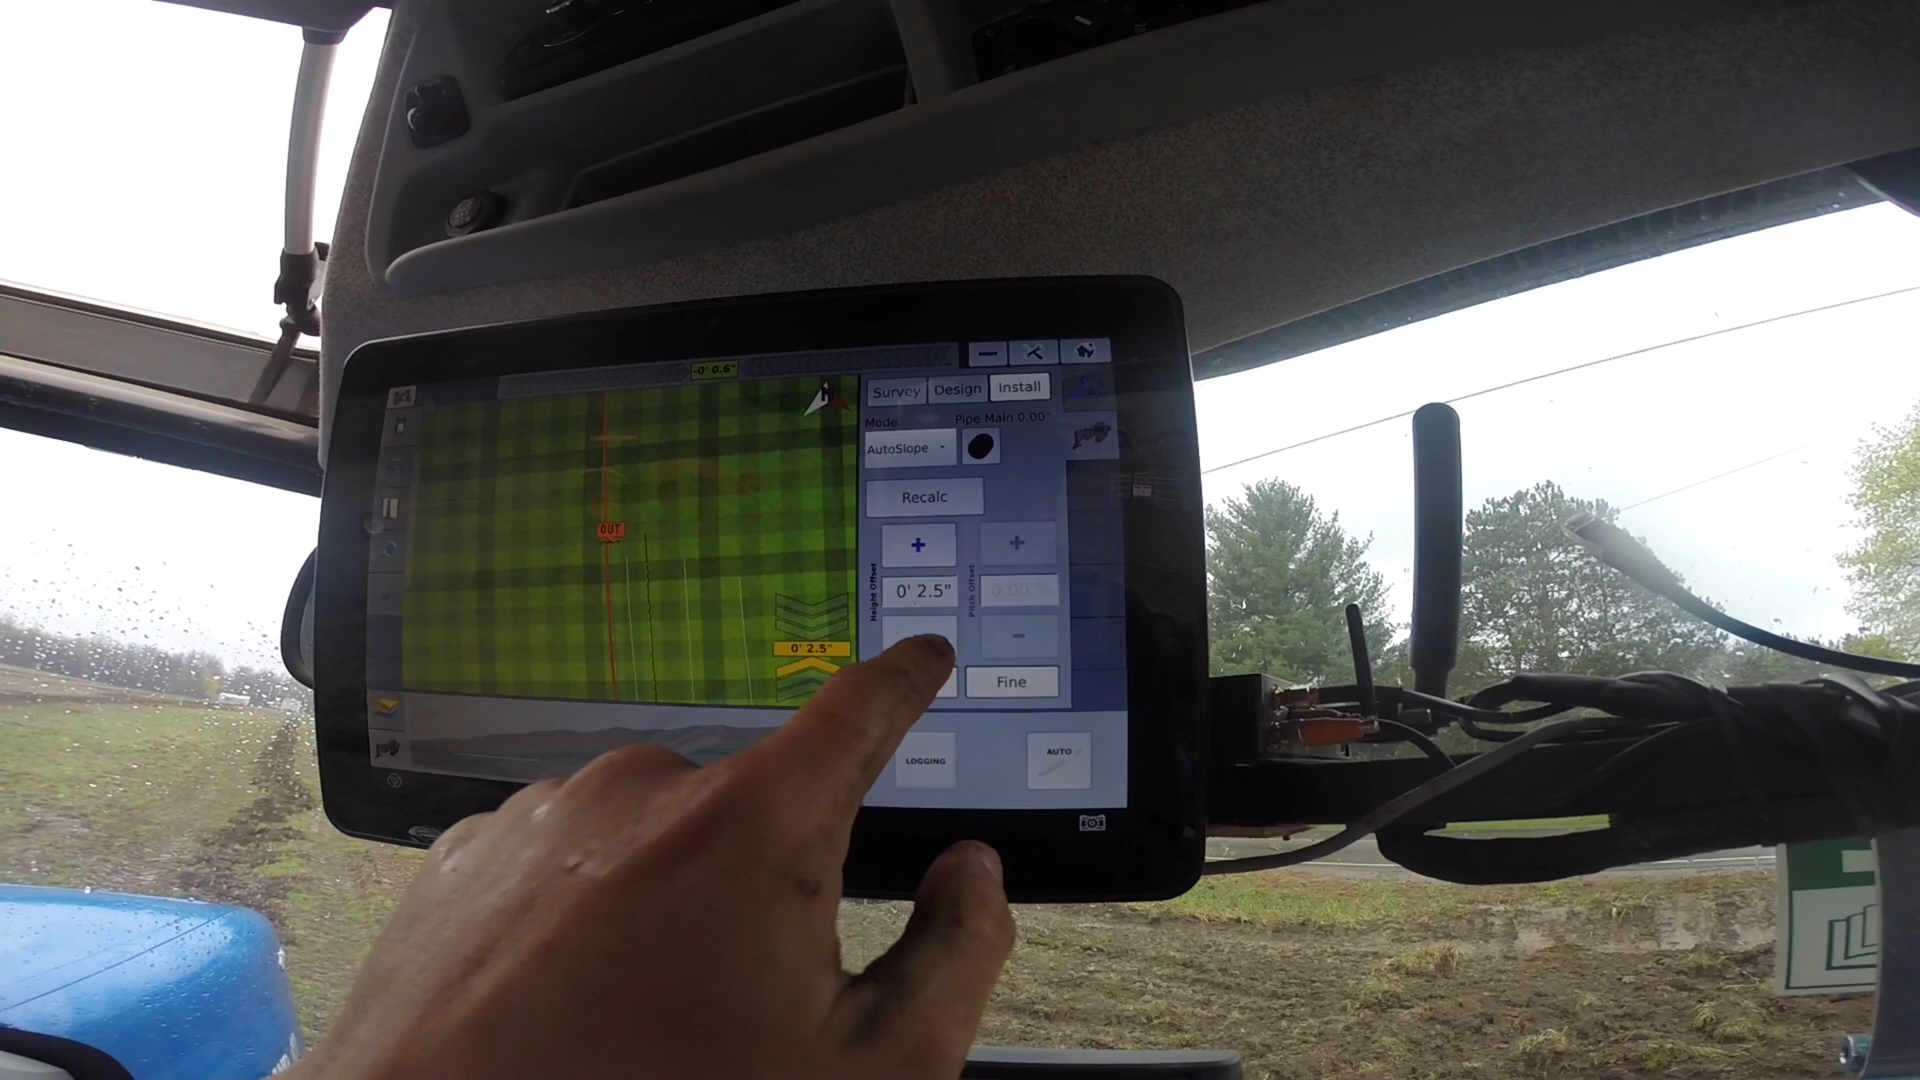 -0' 0.6"
N
Survey Design Install
Mode
Pipe Main 0.00"
AutoSlope
Recalc
OUT
+ +
Height Offset
0' 2.5"
Pitch Offset
0.00 %
0' 2.5"
-
Fine
LOGGING
AUTO